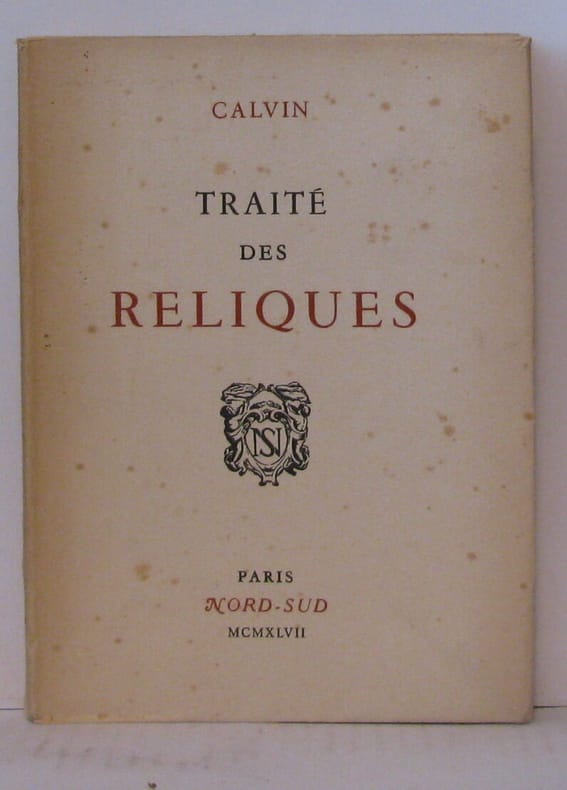 CALVIN
TRAITÉ
DES
RELIQUES
NS
PARIS
NORD-SUD
MCMXLVII